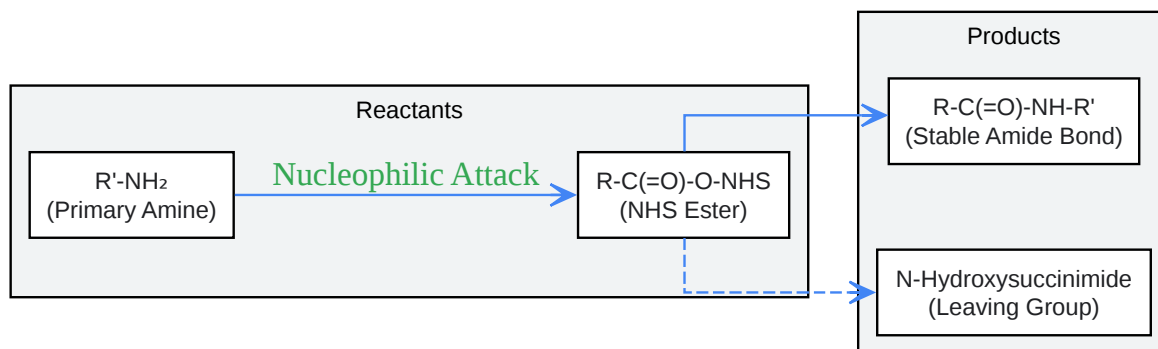 Reactants
R'-NH₂
(Primary Amine)
Nucleophilic Attack
R-C(=O)-O-NHS
(NHS Ester)
Products
R-C(=O)-NH-R'
(Stable Amide Bond)
N-Hydroxysuccinimide
(Leaving Group)